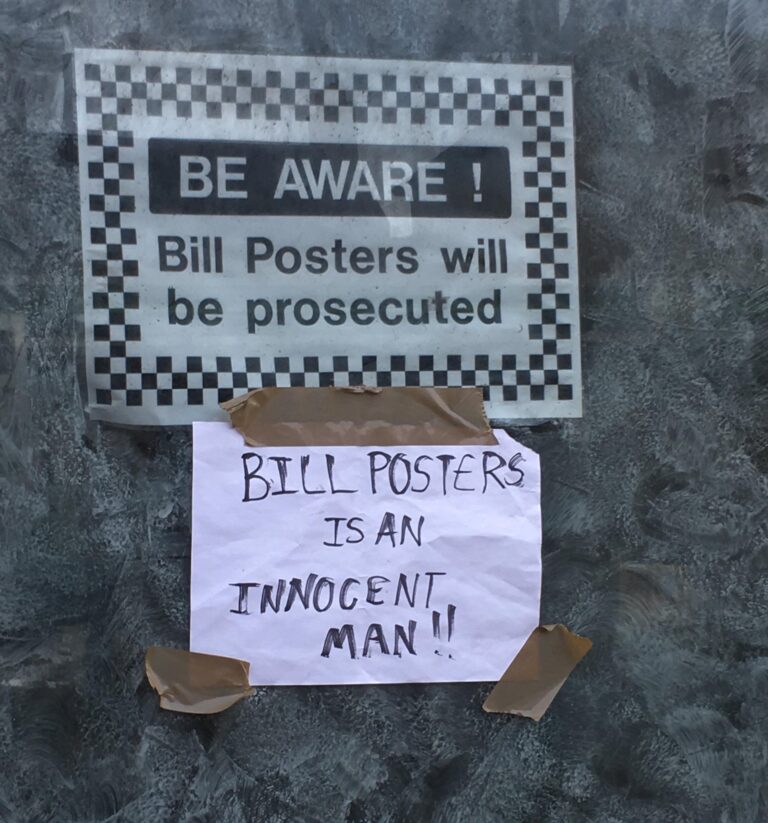 BE AWARE !
Bill Posters will
be prosecuted
BILL POSTERS
IS AN
INNOCENT
MAN!!